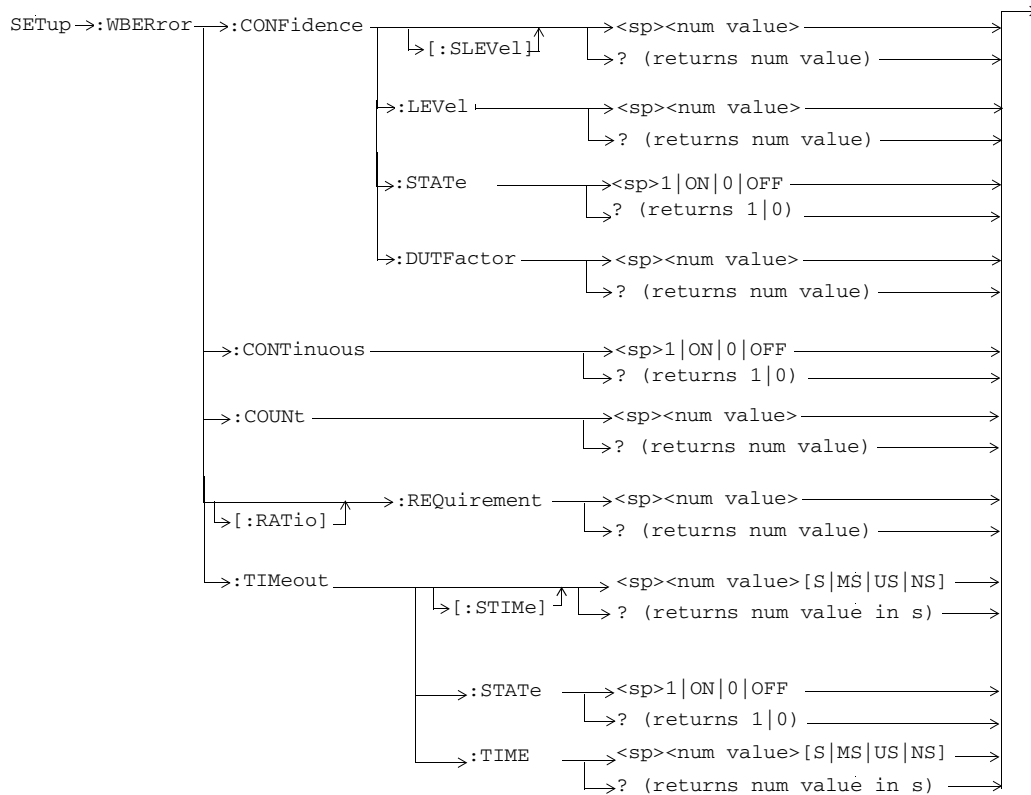 SETup :WBERror :CONFidence <sp><num value>
[:SLEVel] ? (returns num value)
:LEVel <sp><num value>
? (returns num value)
:STATe <sp>1|ON|0|OFF
? (returns 1|0)
:DUTFactor <sp><num value>
? (returns num value)
:CONTinuous <sp>1|ON|0|OFF
? (returns 1|0)
:COUNt <sp><num value>
? (returns num value)
:REQuirement <sp><num value>
[:RATio] ? (returns num value)
:TIMeout <sp><num value>[S|MS|US|NS]
[:STIMe] ? (returns num value in s)
:STATe <sp>1|ON|0|OFF
? (returns 1|0)
:TIME <sp><num value>[S|MS|US|NS]
? (returns num value in s)